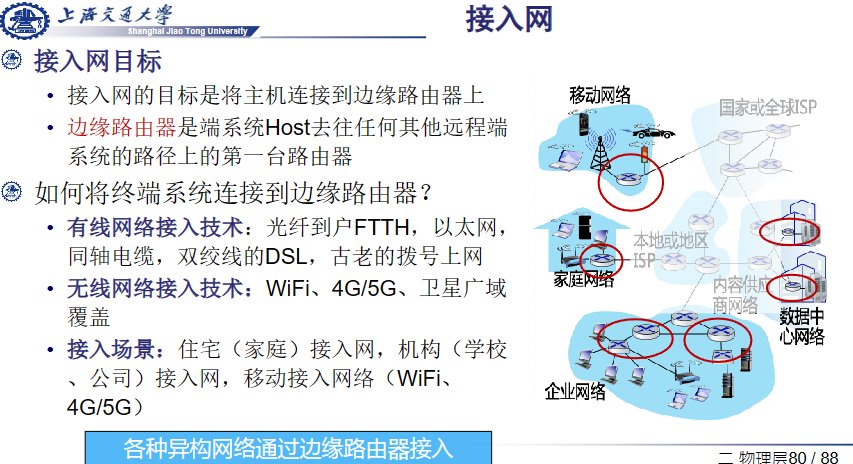 上海交通大学
Shanghai Jiao Tong University
接入网
接入网目标
• 接入网的目标是将主机连接到边缘路由器上
• 边缘路由器是端系统Host去往任何其他远程端
系统的路径上的第一台路由器
如何将终端系统连接到边缘路由器？
• 有线网络接入技术：光纤到户FTTH，以太网，
同轴电缆，双绞线的DSL，古老的拨号上网
• 无线网络接入技术：WiFi、4G/5G、卫星广域
覆盖
• 接入场景：住宅（家庭）接入网，机构（学校
、公司）接入网，移动接入网络（WiFi、
4G/5G）
各种异构网络通过边缘路由器接入
移动网络
国家或全球ISP
本地或地区
ISP
家庭网络
内容供应
商网络
数据中
心网络
企业网络
二 物理层80 / 88